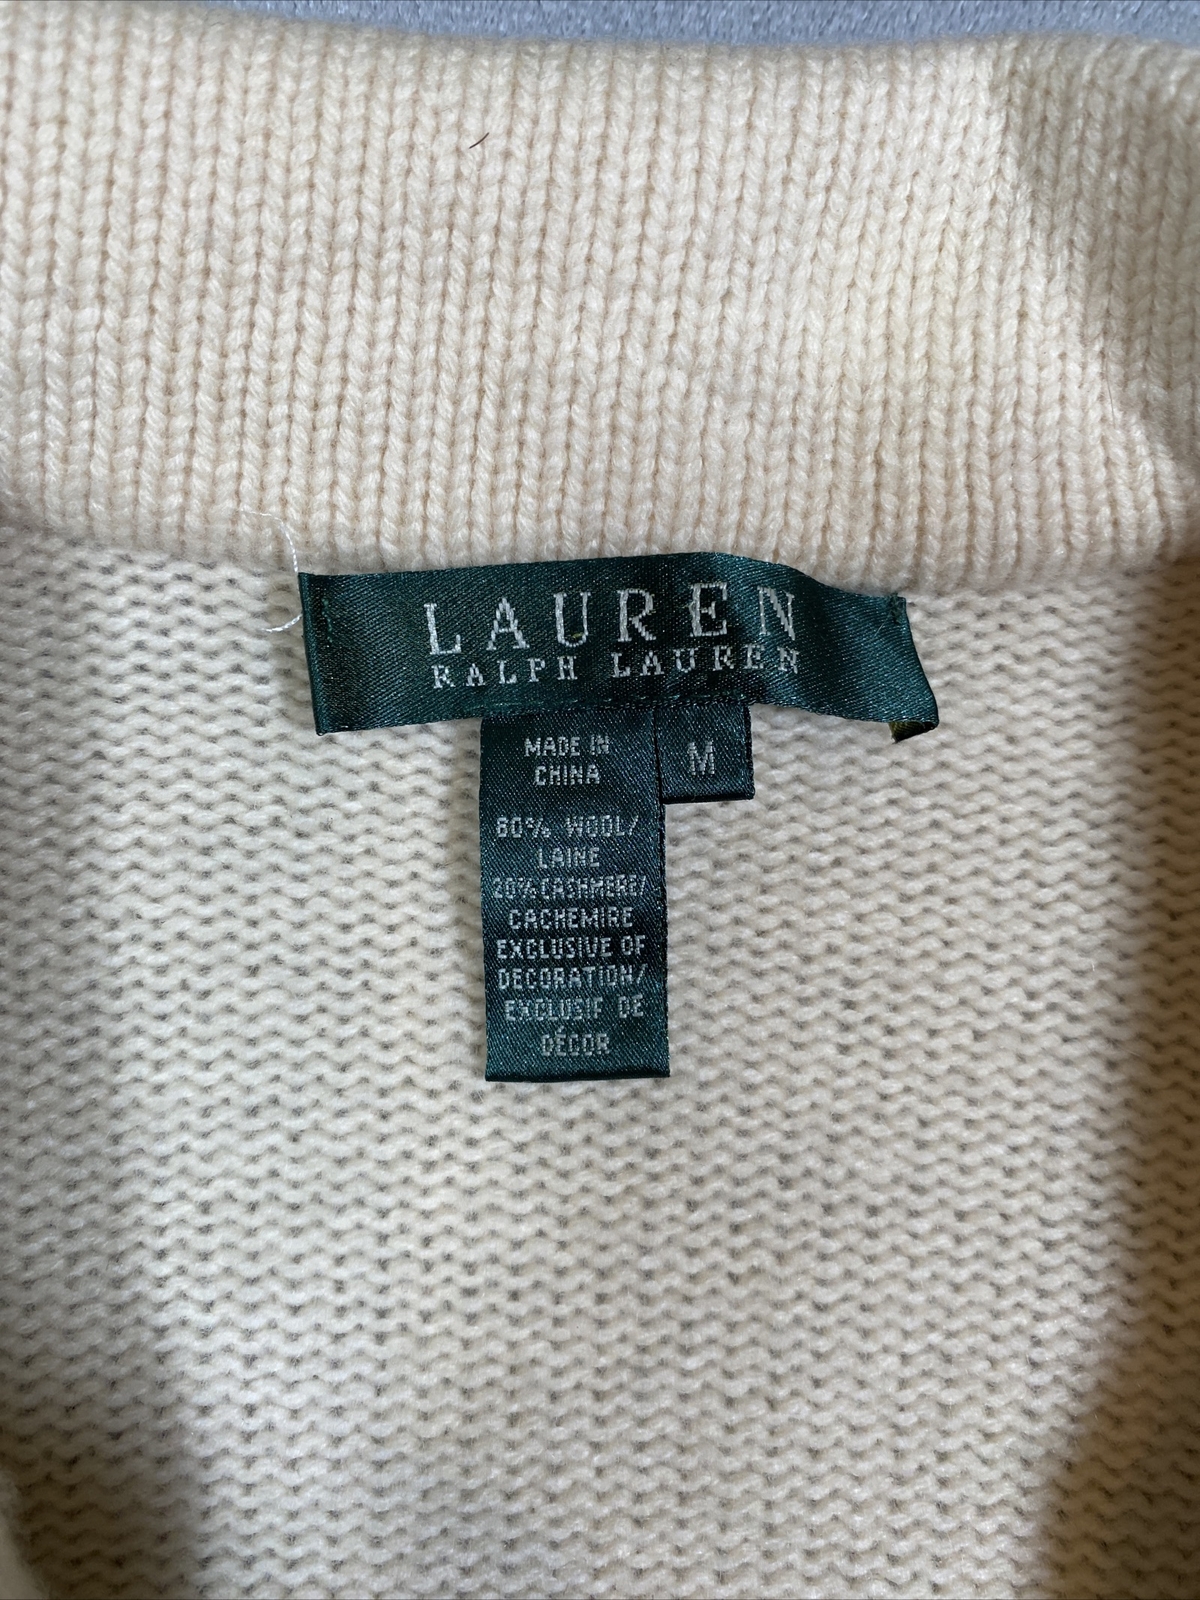 LAUREN
RALPH LAUREN
MADE IN
CHINA
M
80% WOOL/
LAINE
20% CASHMERE/
CACHEMIRE
EXCLUSIVE OF
DECORATION/
EXCLUSIF DE
DÉCOR